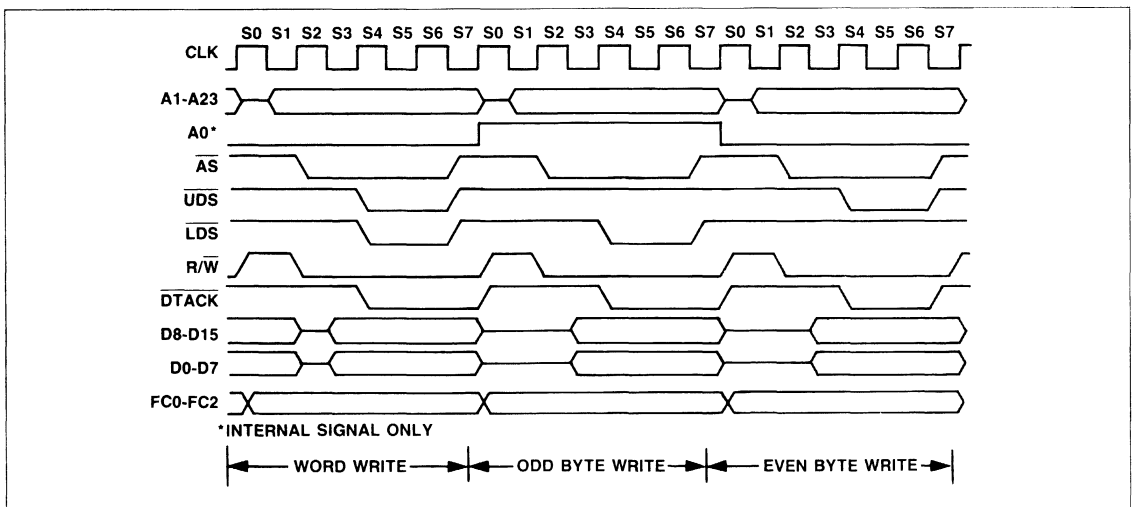 S0 S1 S2 S3 S4 S5 S6 S7 S0 S1 S2 S3 S4 S5 S6 S7 S0 S1 S2 S3 S4 S5 S6 S7
CLK
A1-A23
A0*
AS
UDS
LDS
R/W
DTACK
D8-D15
D0-D7
FC0-FC2
*INTERNAL SIGNAL ONLY
WORD WRITE ODD BYTE WRITE EVEN BYTE WRITE